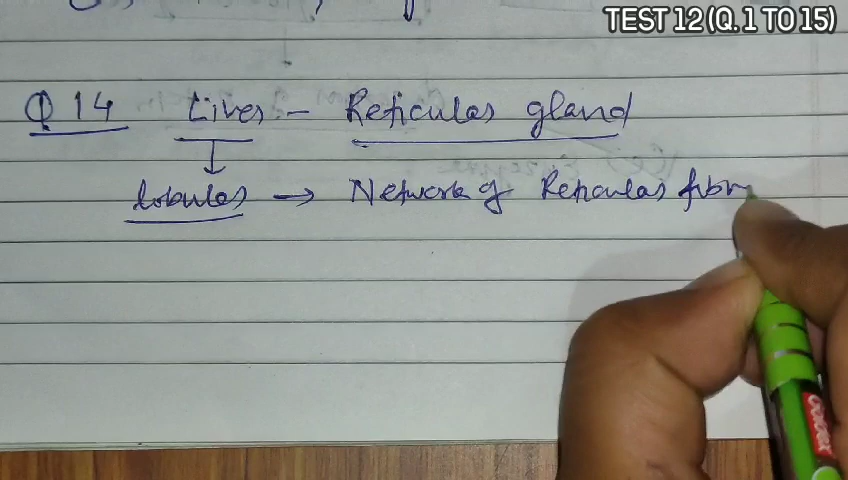 TEST 12 (Q. 1 TO 15)
Q 14 Liver - Reticular gland
lobules → Network of Reticular fibr